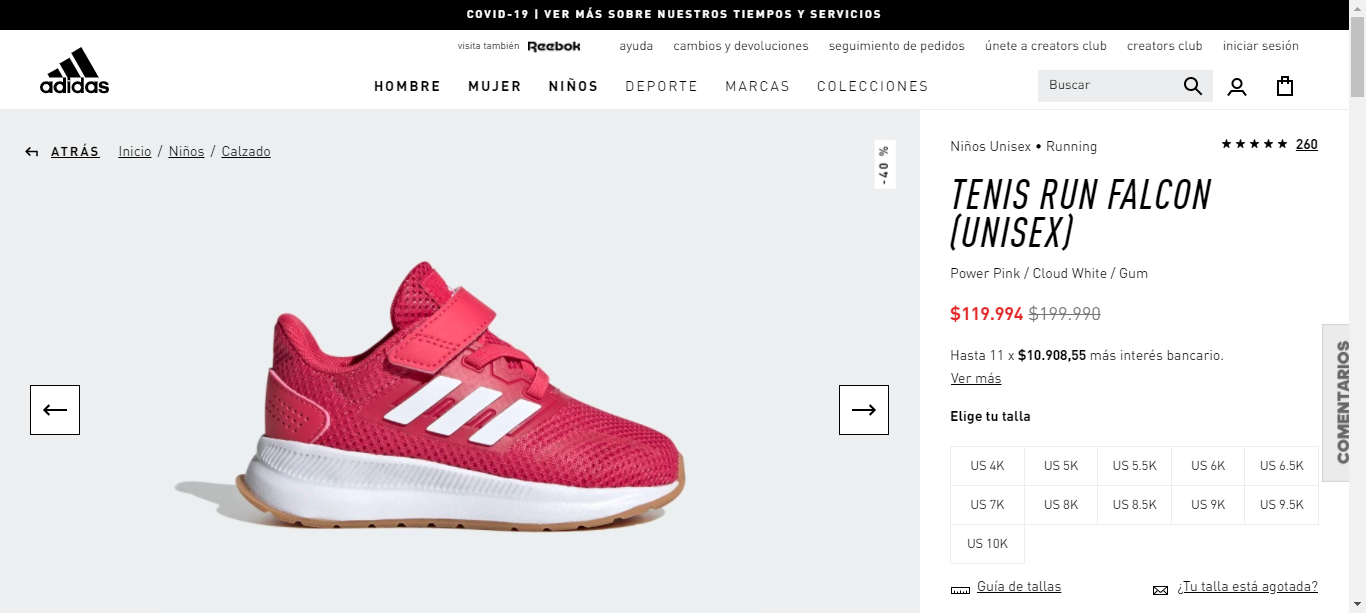 COVID-19 | VER MÁS SOBRE NUESTROS TIEMPOS Y SERVICIOS
visita también Reebok ayuda cambios y devoluciones seguimiento de pedidos únete a creators club creators club iniciar sesión
adidas
HOMBRE MUJER NIÑOS DEPORTE MARCAS COLECCIONES Buscar
ATRÁS Inicio / Niños / Calzado
-40 %
Niños Unisex • Running ★★★★★ 260
TENIS RUN FALCON
(UNISEX)
Power Pink / Cloud White / Gum
$119.994 $199.990
Hasta 11 x $10.908,55 más interés bancario.
Ver más
Elige tu talla
US 4K US 5K US 5.5K US 6K US 6.5K
US 7K US 8K US 8.5K US 9K US 9.5K
US 10K
Guía de tallas ¿Tu talla está agotada?
COMENTARIOS